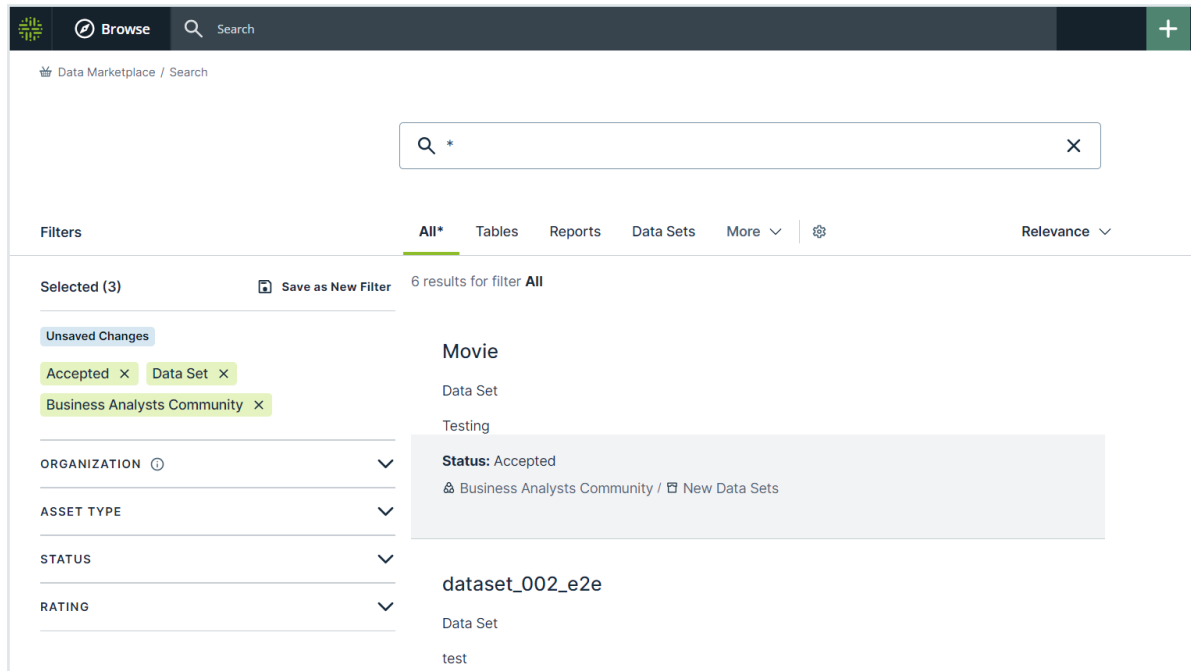 Browse Search
Data Marketplace / Search
*
Filters
All* Tables Reports Data Sets More Relevance
Selected (3) Save as New Filter
6 results for filter All
Unsaved Changes
Accepted Data Set
Business Analysts Community
ORGANIZATION
ASSET TYPE
STATUS
RATING
Movie
Data Set
Testing
Status: Accepted
Business Analysts Community / New Data Sets
dataset_002_e2e
Data Set
test